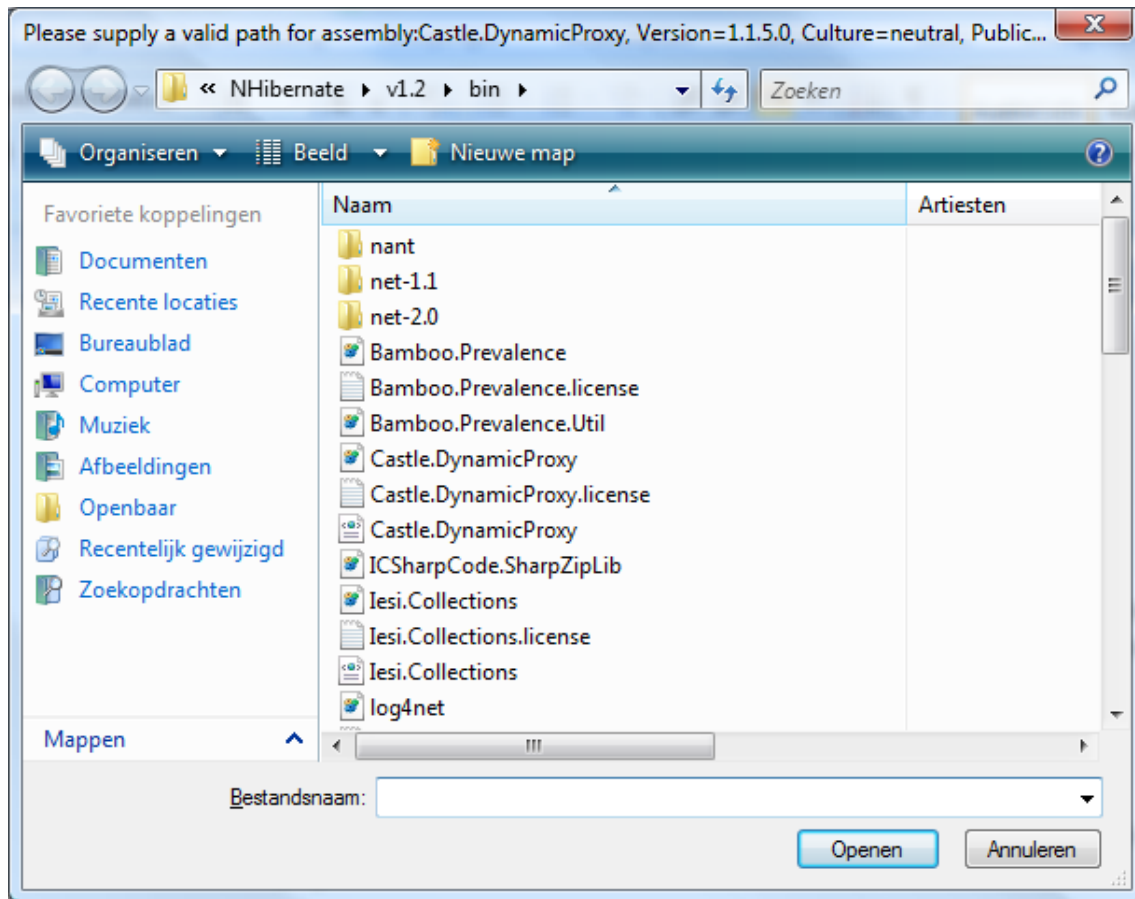 Please supply a valid path for assembly:Castle.DynamicProxy, Version=1.1.5.0, Culture=neutral, Public...
« NHibernate ▸ v1.2 ▸ bin ▸
Zoeken
Organiseren
Beeld
Nieuwe map
Favoriete koppelingen
Documenten
Recente locaties
Bureaublad
Computer
Muziek
Afbeeldingen
Openbaar
Recentelijk gewijzigd
Zoekopdrachten
Mappen
Naam
Artiesten
nant
net-1.1
net-2.0
Bamboo.Prevalence
Bamboo.Prevalence.license
Bamboo.Prevalence.Util
Castle.DynamicProxy
Castle.DynamicProxy.license
Castle.DynamicProxy
ICSharpCode.SharpZipLib
Iesi.Collections
Iesi.Collections.license
Iesi.Collections
log4net
Bestandsnaam:
Openen
Annuleren